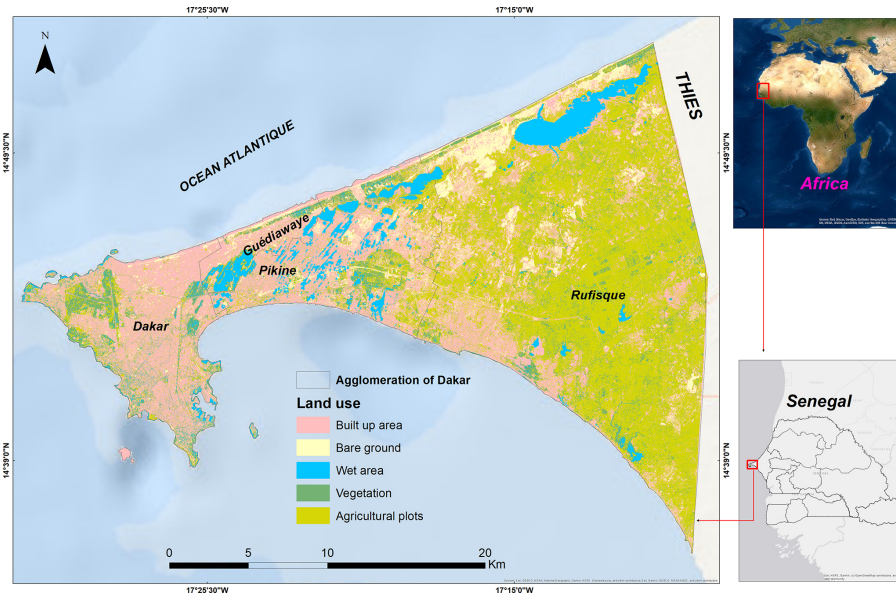 17°25'30"W
17°15'0"W
N
14°49'30"N
14°49'30"N
OCEAN ATLANTIQUE
THIES
Guédiawaye
Pikine
Dakar
Rufisque
Africa
Agglomeration of Dakar
Land use
Built up area
Bare ground
Wet area
Vegetation
Agricultural plots
Senegal
14°39'0"N
14°39'0"N
0 5 10 20
Km
17°25'30"W
17°15'0"W